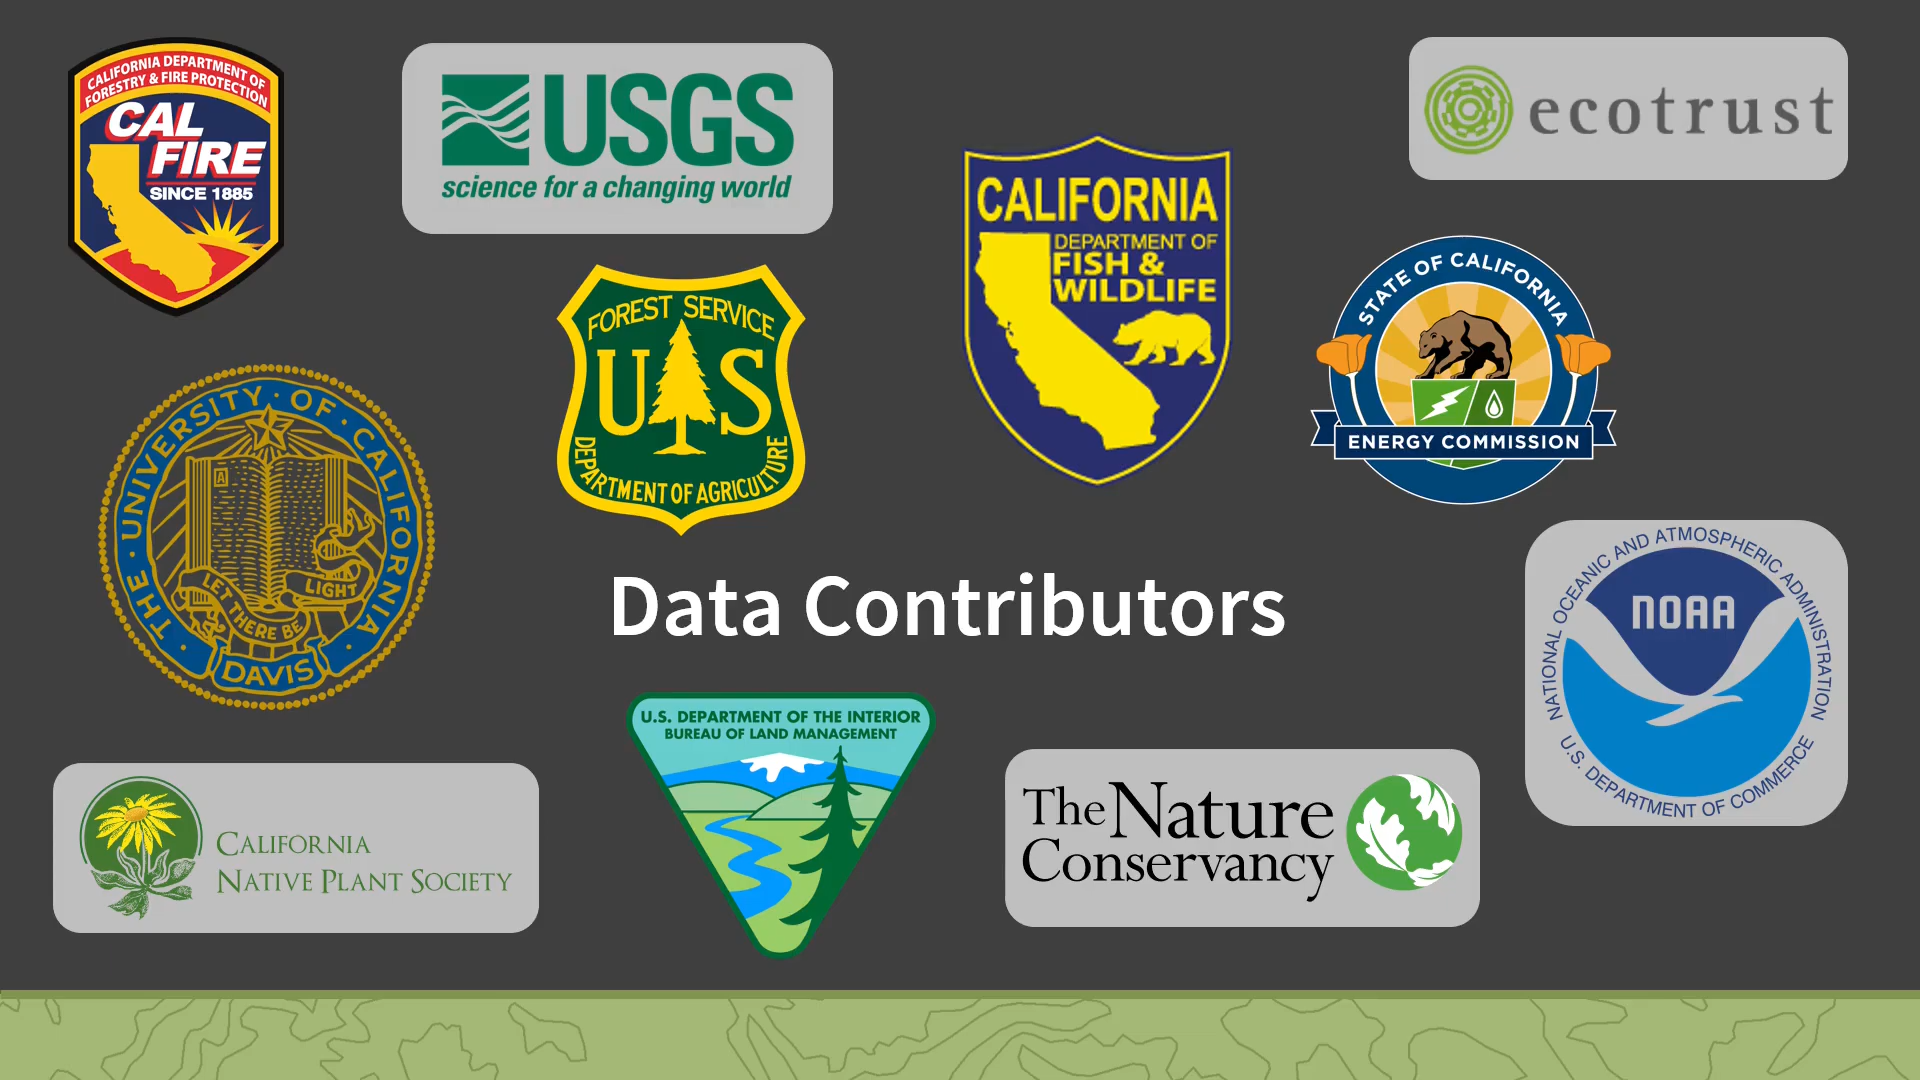 CALIFORNIA DEPARTMENT OF
FORESTRY & FIRE PROTECTION
CAL
FIRE
SINCE 1885
USGS
science for a changing world
ecotrust
CALIFORNIA
DEPARTMENT OF
FISH &
WILDLIFE
STATE OF CALIFORNIA
ENERGY COMMISSION
FOREST SERVICE
U S
DEPARTMENT OF AGRICULTURE
THE · UNIVERSITY · OF · CALIFORNIA
A
LET THERE BE
LIGHT
DAVIS
Data Contributors
NATIONAL OCEANIC AND ATMOSPHERIC ADMINISTRATION
NOAA
U.S. DEPARTMENT OF COMMERCE
U.S. DEPARTMENT OF THE INTERIOR
BUREAU OF LAND MANAGEMENT
CALIFORNIA
NATIVE PLANT SOCIETY
The Nature
Conservancy